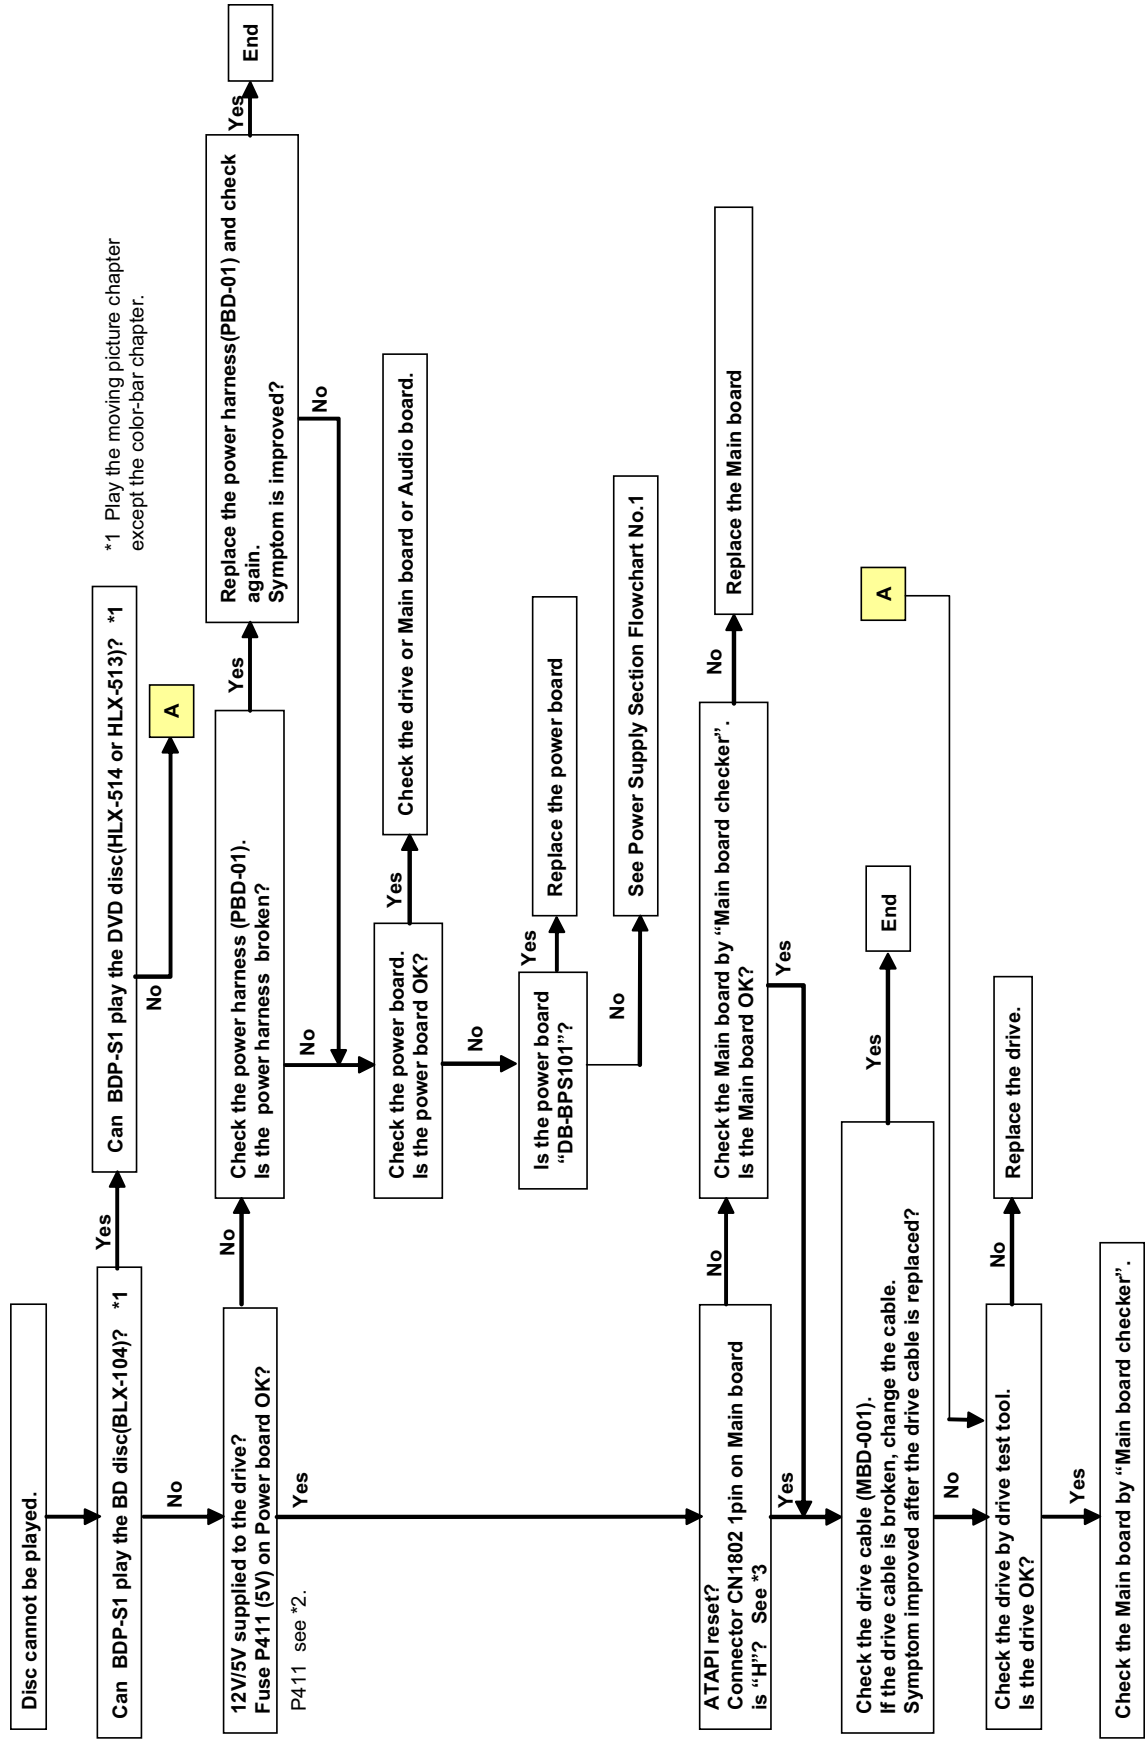 Disc cannot be played.
Can BDP-S1 play the BD disc(BLX-104)? *1
Yes
Can BDP-S1 play the DVD disc(HLX-514 or HLX-513)? *1
*1 Play the moving picture chapter
except the color-bar chapter.
No
A
No
12V/5V supplied to the drive?
Fuse P411 (5V) on Power board OK?
P411 see *2.
No
Check the power harness (PBD-01).
Is the power harness broken?
Yes
Replace the power harness(PBD-01) and check
again.
Symptom is improved?
Yes
End
No
No
Check the power board.
Is the power board OK?
Yes
Check the drive or Main board or Audio board.
No
Is the power board
“DB-BPS101”?
Yes
Replace the power board
No
See Power Supply Section Flowchart No.1
Yes
ATAPI reset?
Connector CN1802 1pin on Main board
is “H”? See *3
No
Check the Main board by “Main board checker”.
Is the Main board OK?
No
Replace the Main board
Yes
Yes
Check the drive cable (MBD-001).
If the drive cable is broken, change the cable.
Symptom improved after the drive cable is replaced?
Yes
End
A
No
Check the drive by drive test tool.
Is the drive OK?
No
Replace the drive.
Yes
Check the Main board by “Main board checker”.